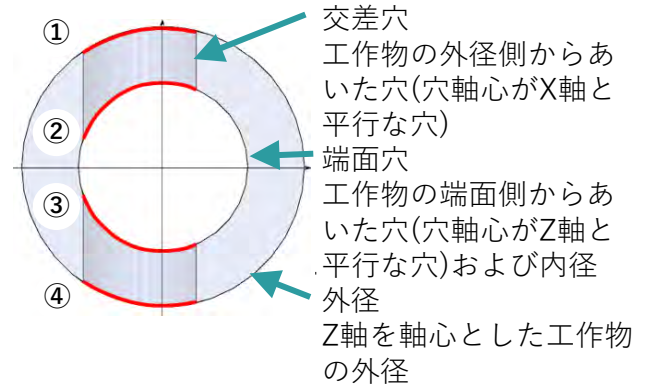 ①
②
③
④
交差穴
工作物の外径側からあ
いた穴(穴軸心がX軸と
平行な穴)
端面穴
工作物の端面側からあ
いた穴(穴軸心がZ軸と
平行な穴)および内径
外径
Z軸を軸心とした工作物
の外径